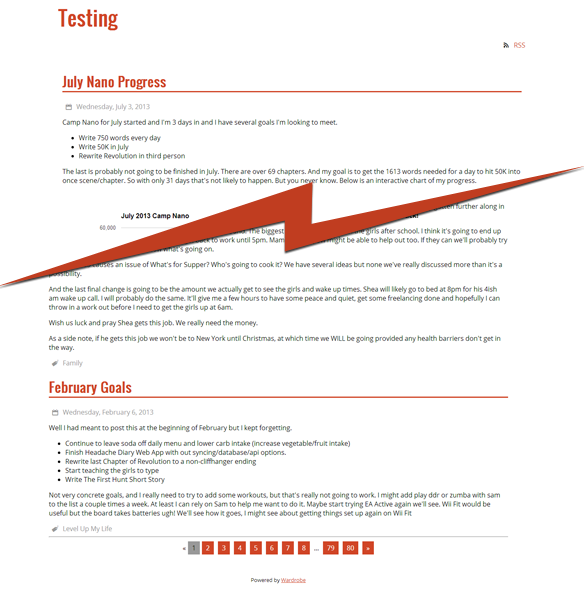 Testing
RSS
July Nano Progress
Wednesday, July 3, 2013
Camp Nano for July started and I'm 3 days in and I have several goals I'm looking to meet.
Write 750 words every day
Write 50K in July
Rewrite Revolution in third person
The last is probably not going to be finished in July. There are over 69 chapters. And my goal is to get the 1613 words needed for a day to hit 50K into
once scene/chapter. So with only 31 days that's not likely to happen. But you never know. Below is an interactive chart of my progress.
further along in
July 2013 Camp Nano
60,000
The biggest girls after school. I think it's going to end up
back to work until 5pm, Mam might be able to help out too. If they can we'll probably try
what's going on.
causes an issue of What's for Supper? Who's going to cook it? We have several ideas but none we've really discussed more than it's a
possibility.
And the last final change is going to be the amount we actually get to see the girls and wake up times. Shea will likely go to bed at 8pm for his 4ish
am wake up call. I will probably do the same. It'll give me a few hours to have some peace and quiet, get some freelancing done and hopefully I can
throw in a work out before I need to get the girls up at 6am.
Wish us luck and pray Shea gets this job. We really need the money.
As a side note, if he gets this job we won't be to New York until Christmas, at which time we WILL be going provided any health barriers don't get in
the way.
Family
February Goals
Wednesday, February 6, 2013
Well I had meant to post this at the beginning of February but I kept forgetting.
Continue to leave soda off daily menu and lower carb intake (increase vegetable/fruit intake)
Finish Headache Diary Web App with out syncing/database/api options.
Rewrite last Chapter of Revolution to a non-cliffhanger ending
Start teaching the girls to type
Write The First Hunt Short Story
Not very concrete goals, and I really need to try to add some workouts, but that's really not going to work. I might add play ddr or zumba with sam
to the list a couple times a week. At least I can rely on Sam to help me want to do it. Maybe start trying EA Active again we'll see. Wii Fit would be
useful but the board takes batteries ugh! We'll see how it goes, I might see about getting things set up again on Wii Fit
Level Up My Life
« 1 2 3 4 5 6 7 8 ... 79 80 »
Powered by Wardrobe